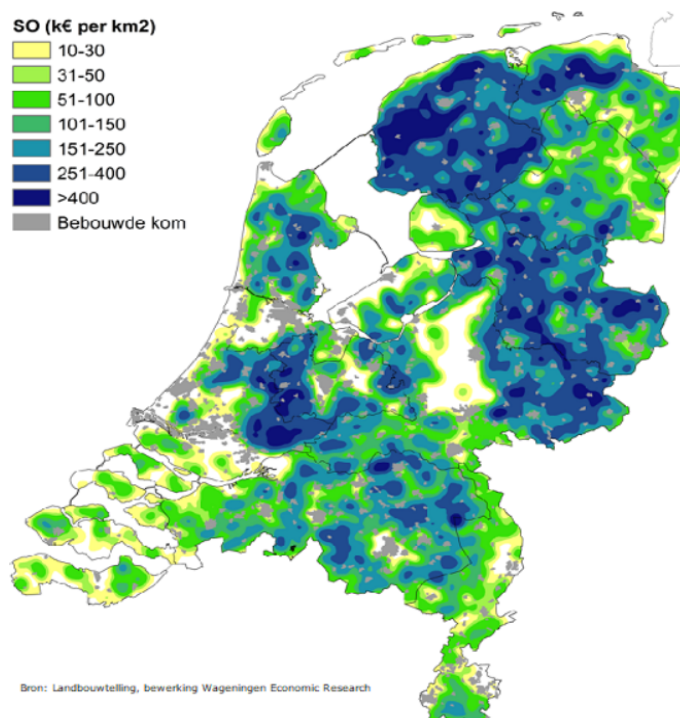 SO (k€ per km2)
10-30
31-50
51-100
101-150
151-250
251-400
>400
Bebouwde kom
Bron: Landbouwtelling, bewerking Wageningen Economic Research